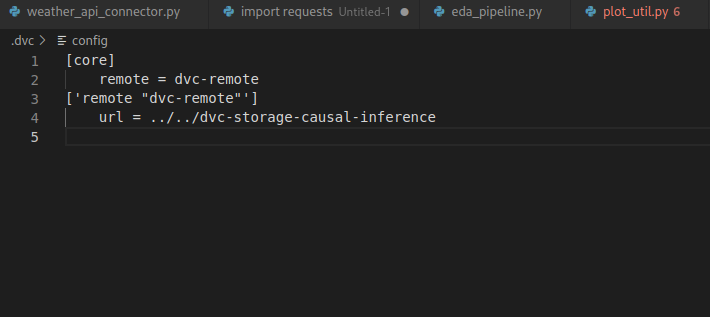 weather_api_connector.py import requests Untitled-1 eda_pipeline.py plot_util.py 6
.dvc > config
1 [core]
2 remote = dvc-remote
3 ['remote "dvc-remote"']
4 url = ../../dvc-storage-causal-inference
5